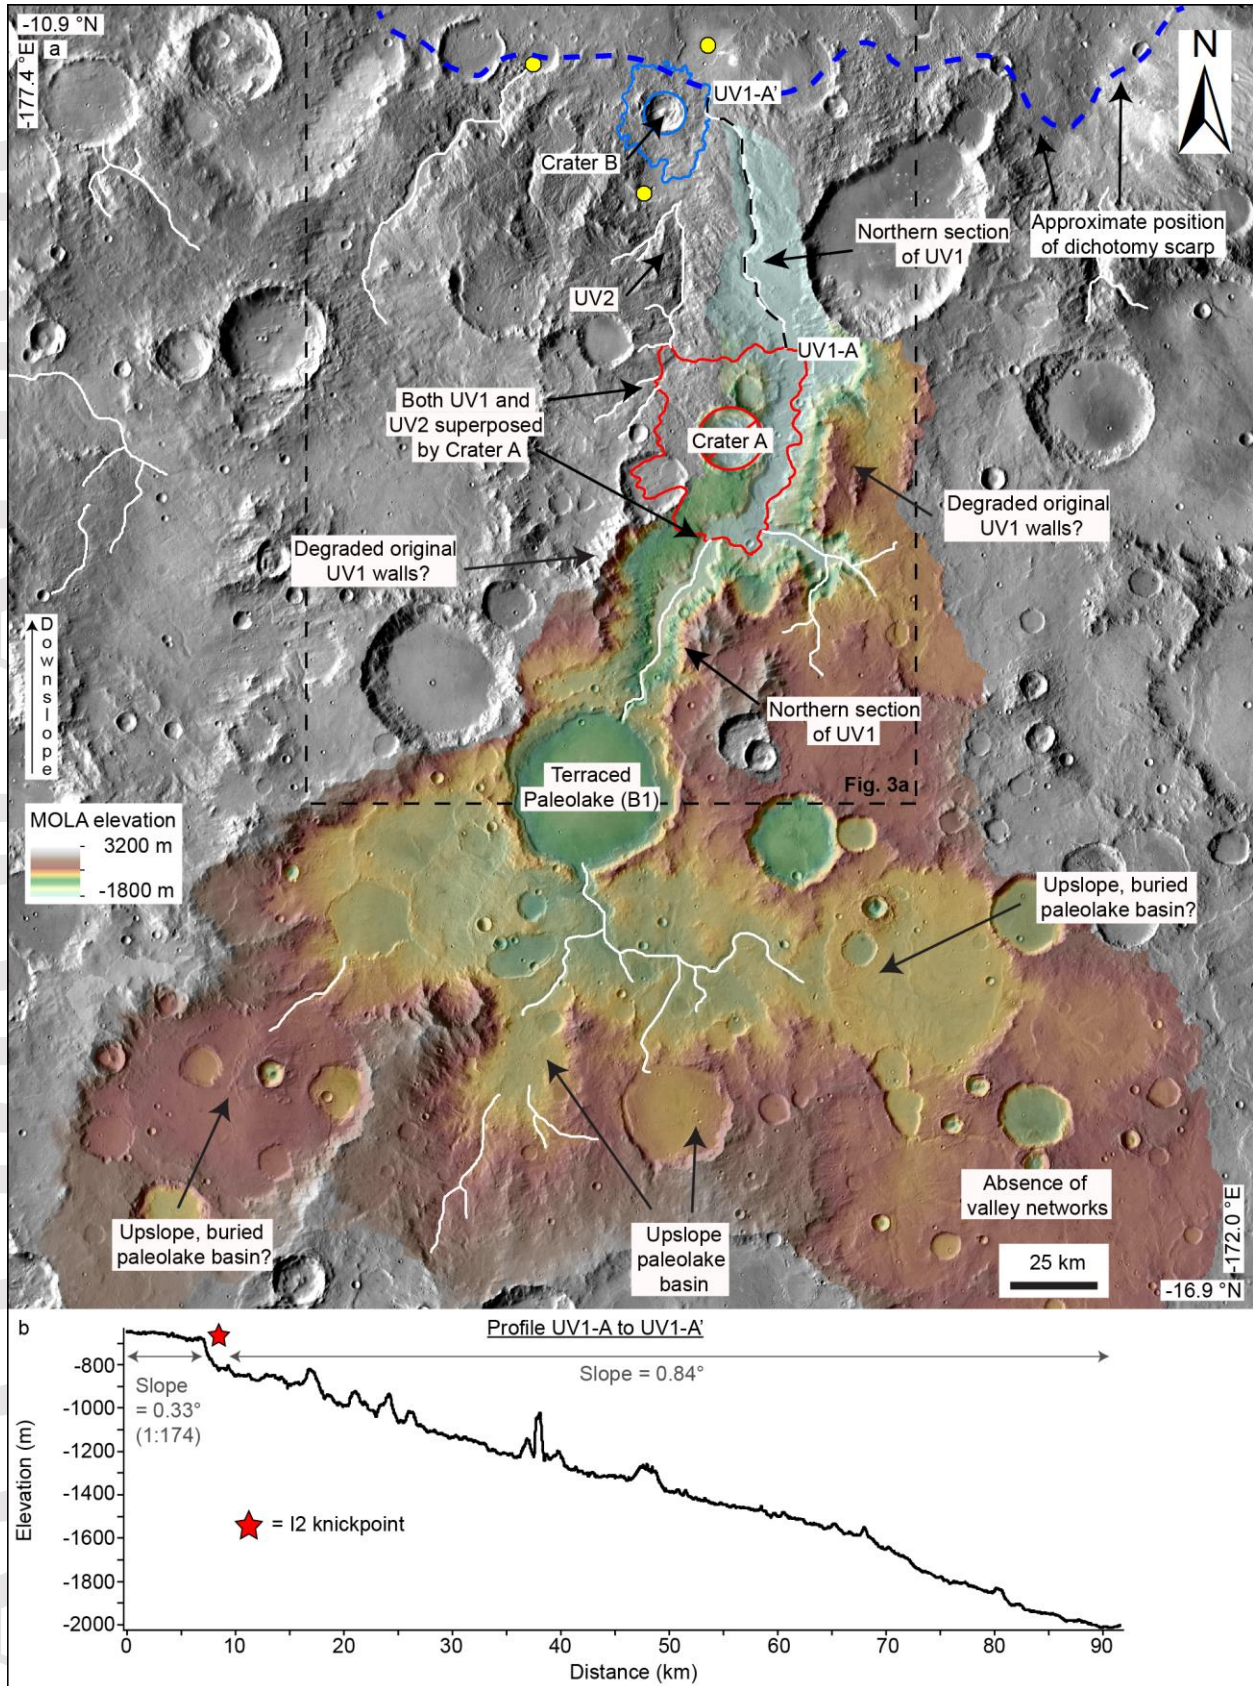 -10.9 °N
-177.4 °E
a
N
UV1-A'
Crater B
Northern section
of UV1
Approximate position
of dichotomy scarp
UV2
UV1-A
Both UV1 and
UV2 superposed
by Crater A
Crater A
Degraded original
UV1 walls?
Degraded original
UV1 walls?
Downslope
Northern section
of UV1
Terraced
Paleolake (B1)
Fig. 3a
MOLA elevation
3200 m
-1800 m
Upslope, buried
paleolake basin?
Absence of
valley networks
Upslope, buried
paleolake basin?
Upslope
paleolake
basin
25 km
-172.0 °E
-16.9 °N
b
Profile UV1-A to UV1-A'
Slope
= 0.33°
(1:174)
Slope = 0.84°
= I2 knickpoint
Elevation (m)
-800
-1000
-1200
-1400
-1600
-1800
-2000
0 10 20 30 40 50 60 70 80 90
Distance (km)